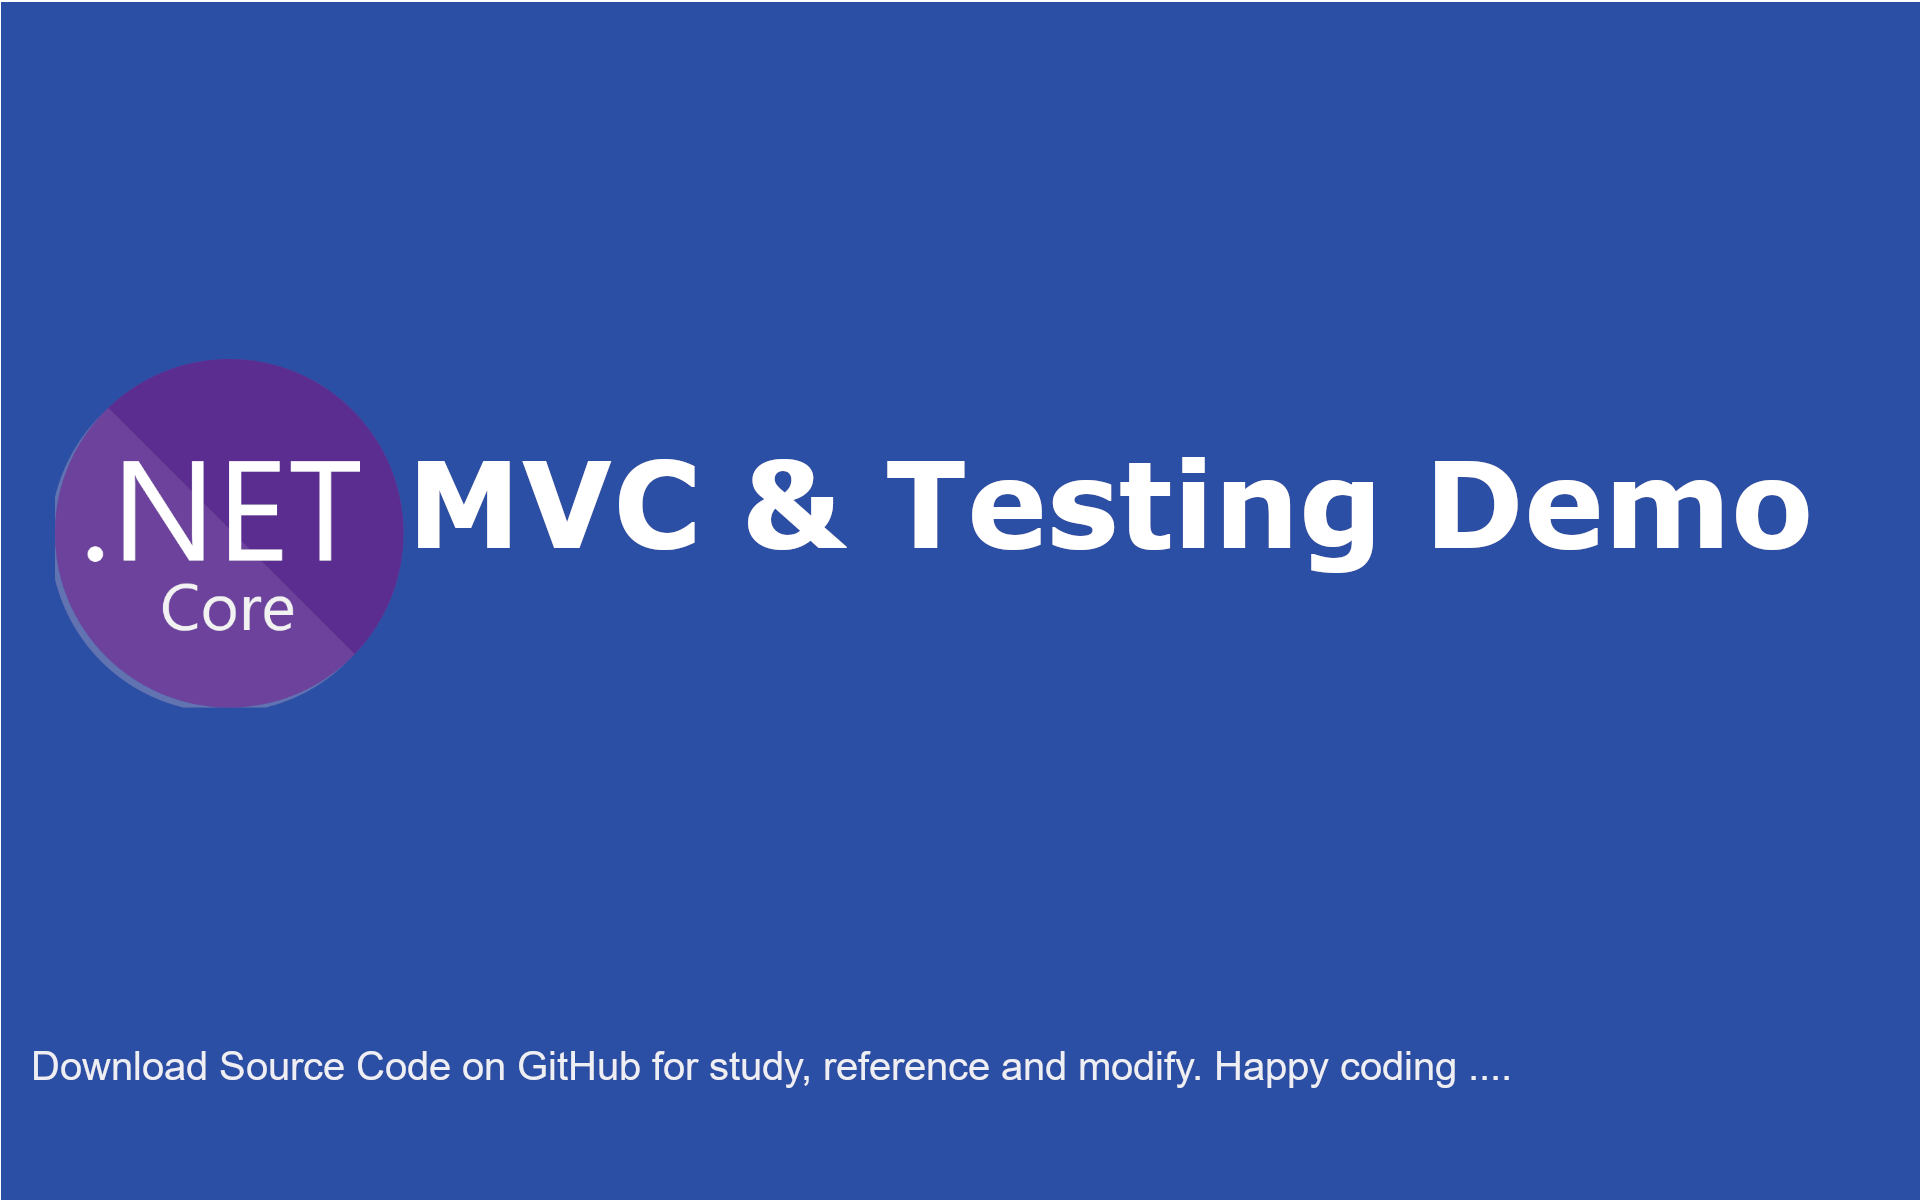 .NET
Core
MVC & Testing Demo
Download Source Code on GitHub for study, reference and modify. Happy coding ....